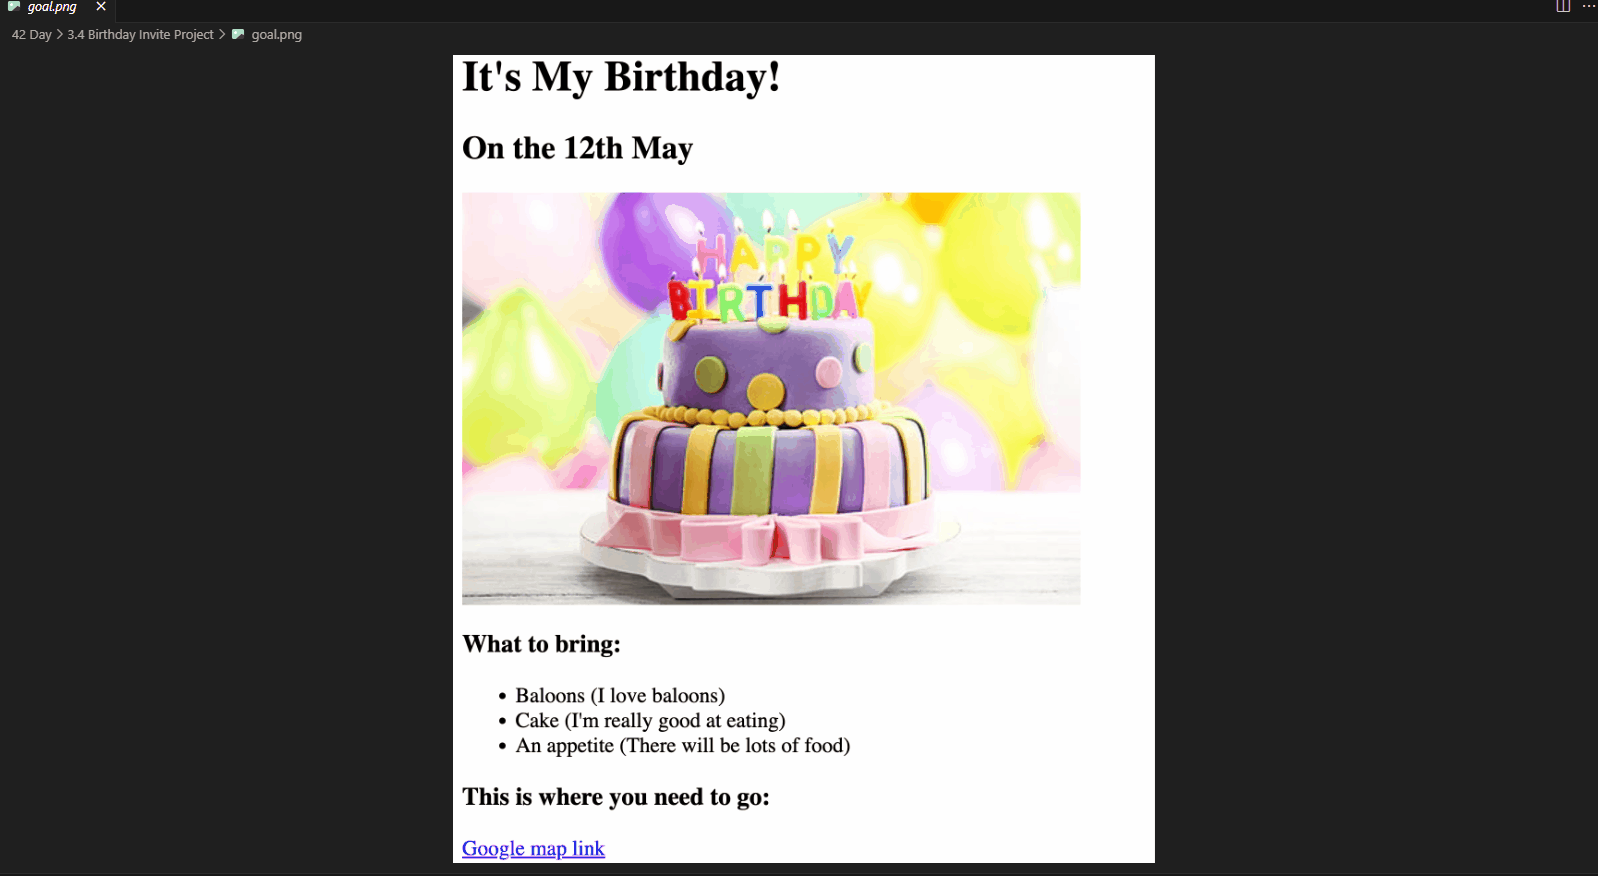 goal.png
42 Day > 3.4 Birthday Invite Project > goal.png
It's My Birthday!
On the 12th May
HAPPY
BIRTHDAY
What to bring:
• Baloons (I love baloons)
• Cake (I'm really good at eating)
• An appetite (There will be lots of food)
This is where you need to go:
Google map link